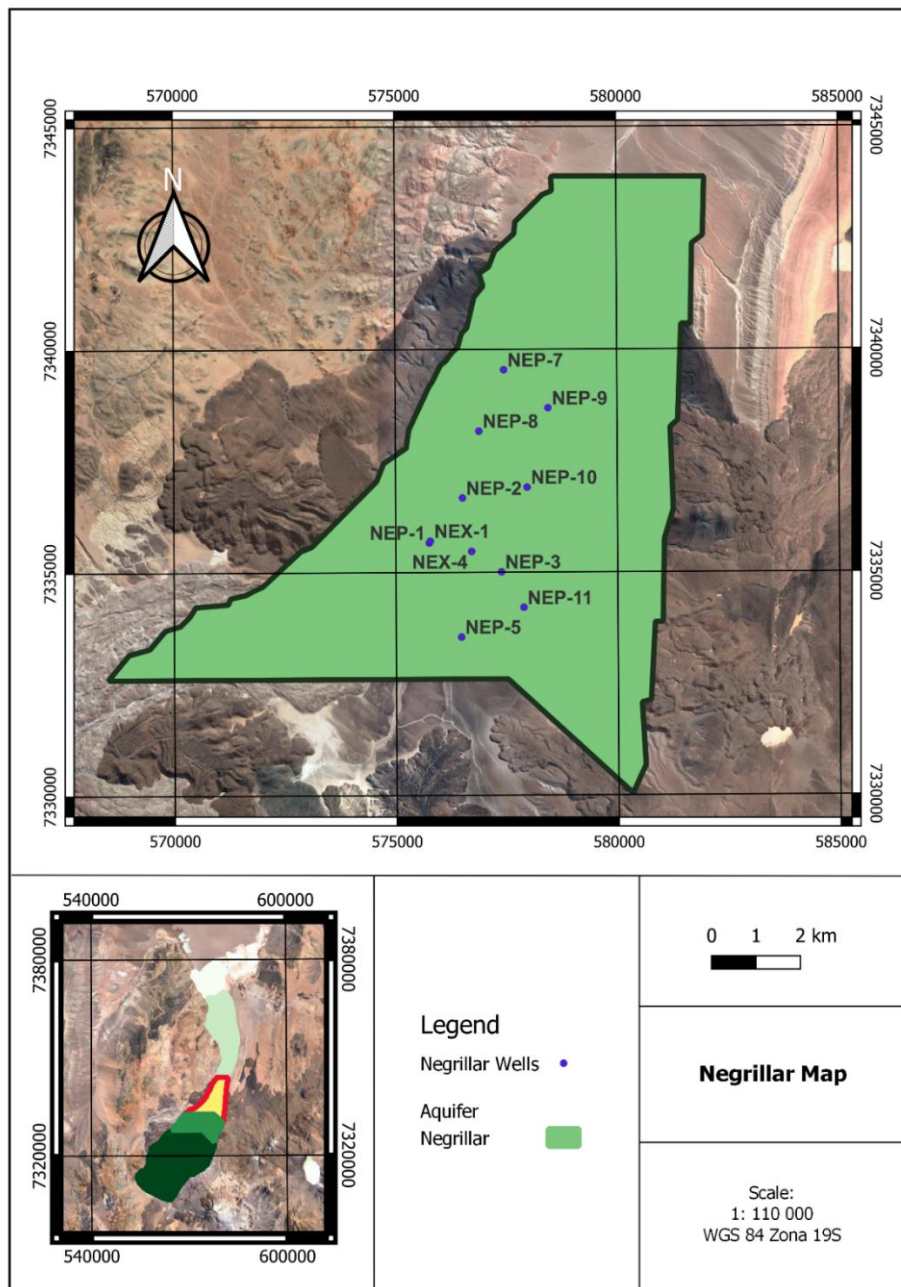 570000
575000
580000
585000
7345000
7345000
N
7340000
7340000
NEP-7
NEP-9
NEP-8
NEP-2
NEP-10
NEP-1
NEX-1
NEX-4
NEP-3
7335000
7335000
NEP-11
NEP-5
7330000
7330000
570000
575000
580000
585000
540000
600000
7380000
7380000
7320000
7320000
540000
600000
Legend
Negrillar Wells
Aquifer
Negrillar
0 1 2 km
Negrillar Map
Scale:
1: 110 000
WGS 84 Zona 19S